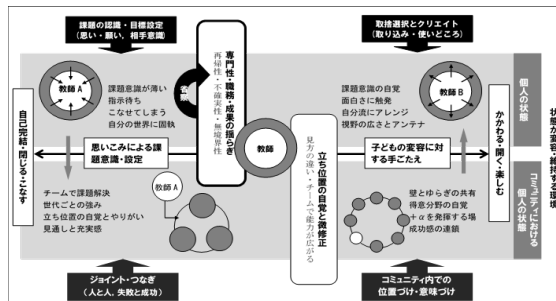 課題の認識・目標設定
(思い・願い, 相手意識)
取捨選択とクリエイト
(取り込み・使いどころ)
教師A
課題意識が薄い
指示待ち
こなせてしまう
自分の世界に固執
専門性・職務・成果の揺らぎ
再帰性・不確実性・無境界性
課題意識の自覚
面白さに触発
自分流にアレンジ
視野の広さとアンテナ
教師B
個人の状態
自己完結・閉じる・こなす
思いこみによる課
題意識・設定
教師
子どもの変容に対す
る手ごたえ
かかわる・開く・楽しむ
状態変容・維持する環境
チームで課題解決
世代ごとの強み
立ち位置の自覚とやりがい
見通しと充実感
教師A
立ち位置の自覚と微修正
見方の違い・チームで能力が広がる
壁とゆらぎの共有
得意分野の自覚
+αを発揮する場
成功感の連鎖
コミュニティにおける
個人の状態
ジョイント・つなぎ
(人と人, 失敗と成功)
コミュニティ内での
位置づけ・意味づけ